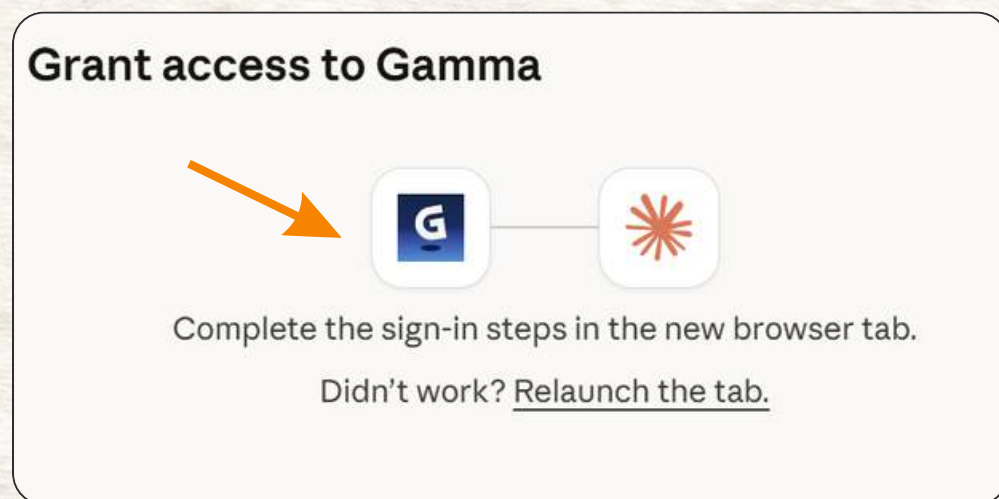 Grant access to Gamma
G
Complete the sign-in steps in the new browser tab.
Didn’t work? Relaunch the tab.